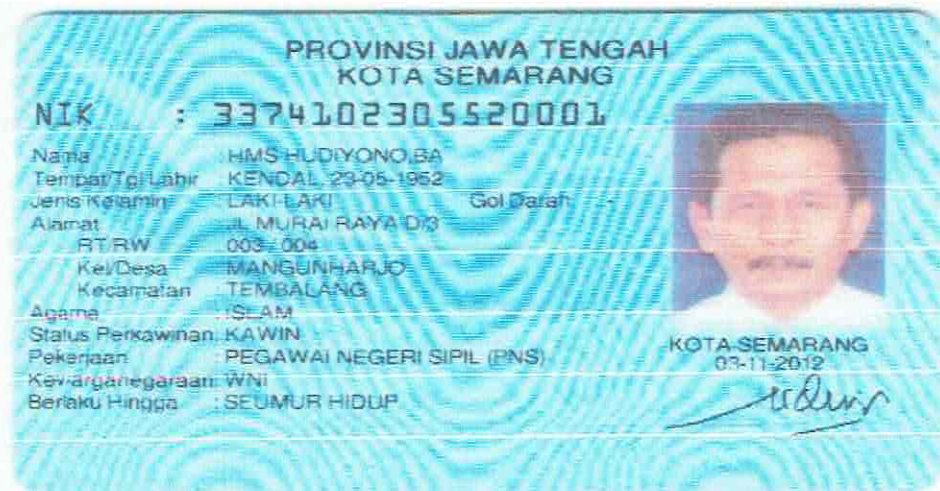 PROVINSI JAWA TENGAH
KOTA SEMARANG
NIK : 3374102305520001
Nama : HMS HUDIYONO,BA
Tempat/Tgl Lahir : KENDAL, -05-1952
Jenis Kelamin : LAKI-LAKI Gol Darah : -
Alamat : JL MURAI RAYA D/3
RT/RW : 003 / 004
Kel/Desa : MANGUNHARJO
Kecamatan : TEMBALANG
Agama : ISLAM
Status Perkawinan: KAWIN
Pekerjaan : PEGAWAI NEGERI SIPIL (PNS)
Kewarganegaraan: WNI
Berlaku Hingga : SEUMUR HIDUP
KOTA SEMARANG
03-11-2012